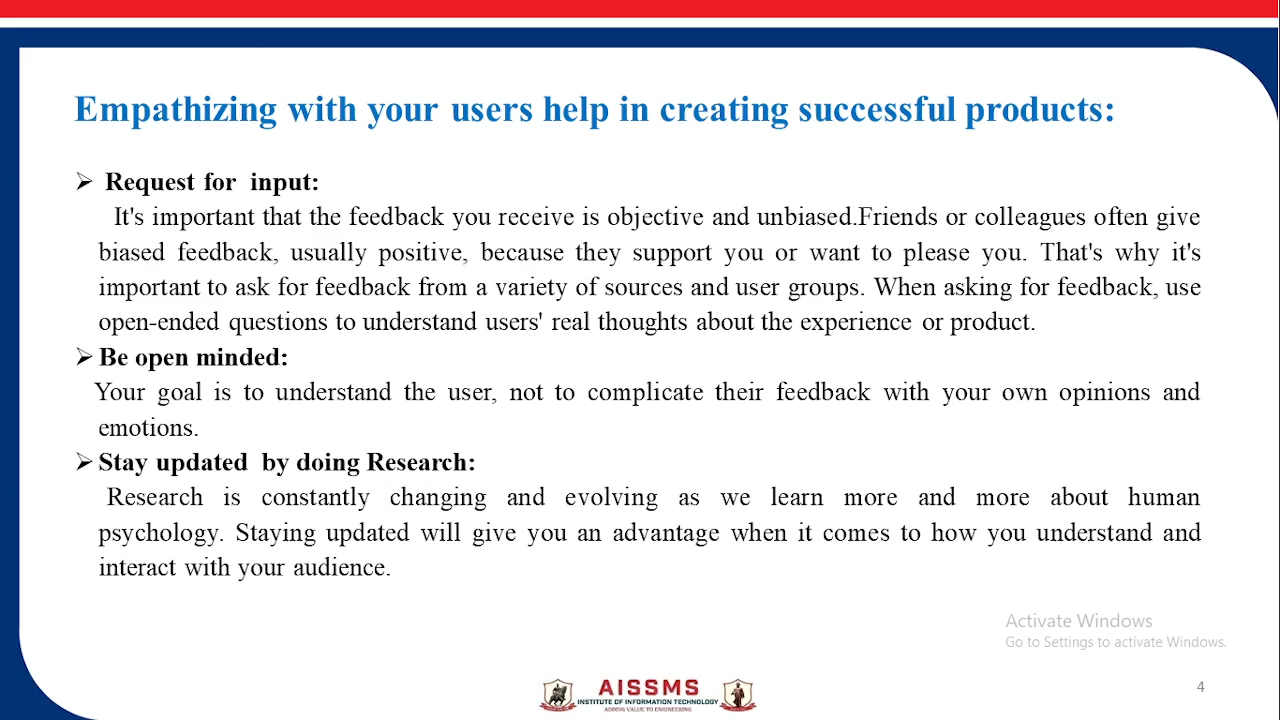 Empathizing with your users help in creating successful products:
➢ Request for input:
It's important that the feedback you receive is objective and unbiased.Friends or colleagues often give
biased feedback, usually positive, because they support you or want to please you. That's why it's
important to ask for feedback from a variety of sources and user groups. When asking for feedback, use
open-ended questions to understand users' real thoughts about the experience or product.
➢ Be open minded:
Your goal is to understand the user, not to complicate their feedback with your own opinions and
emotions.
➢ Stay updated by doing Research:
Research is constantly changing and evolving as we learn more and more about human
psychology. Staying updated will give you an advantage when it comes to how you understand and
interact with your audience.
Activate Windows
Go to Settings to activate Windows.
AISSMS
INSTITUTE OF INFORMATION TECHNOLOGY
ADDING VALUE TO ENGINEERING
4